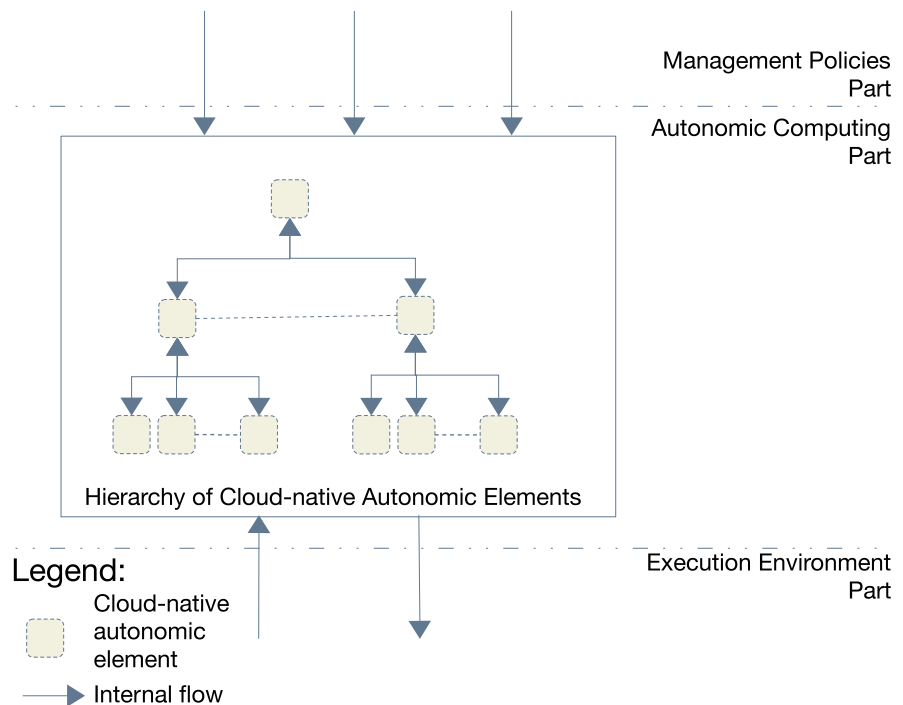 Management Policies
Part
Autonomic Computing
Part
Hierarchy of Cloud-native Autonomic Elements
Execution Environment
Part
Legend:
Cloud-native
autonomic
element
Internal flow